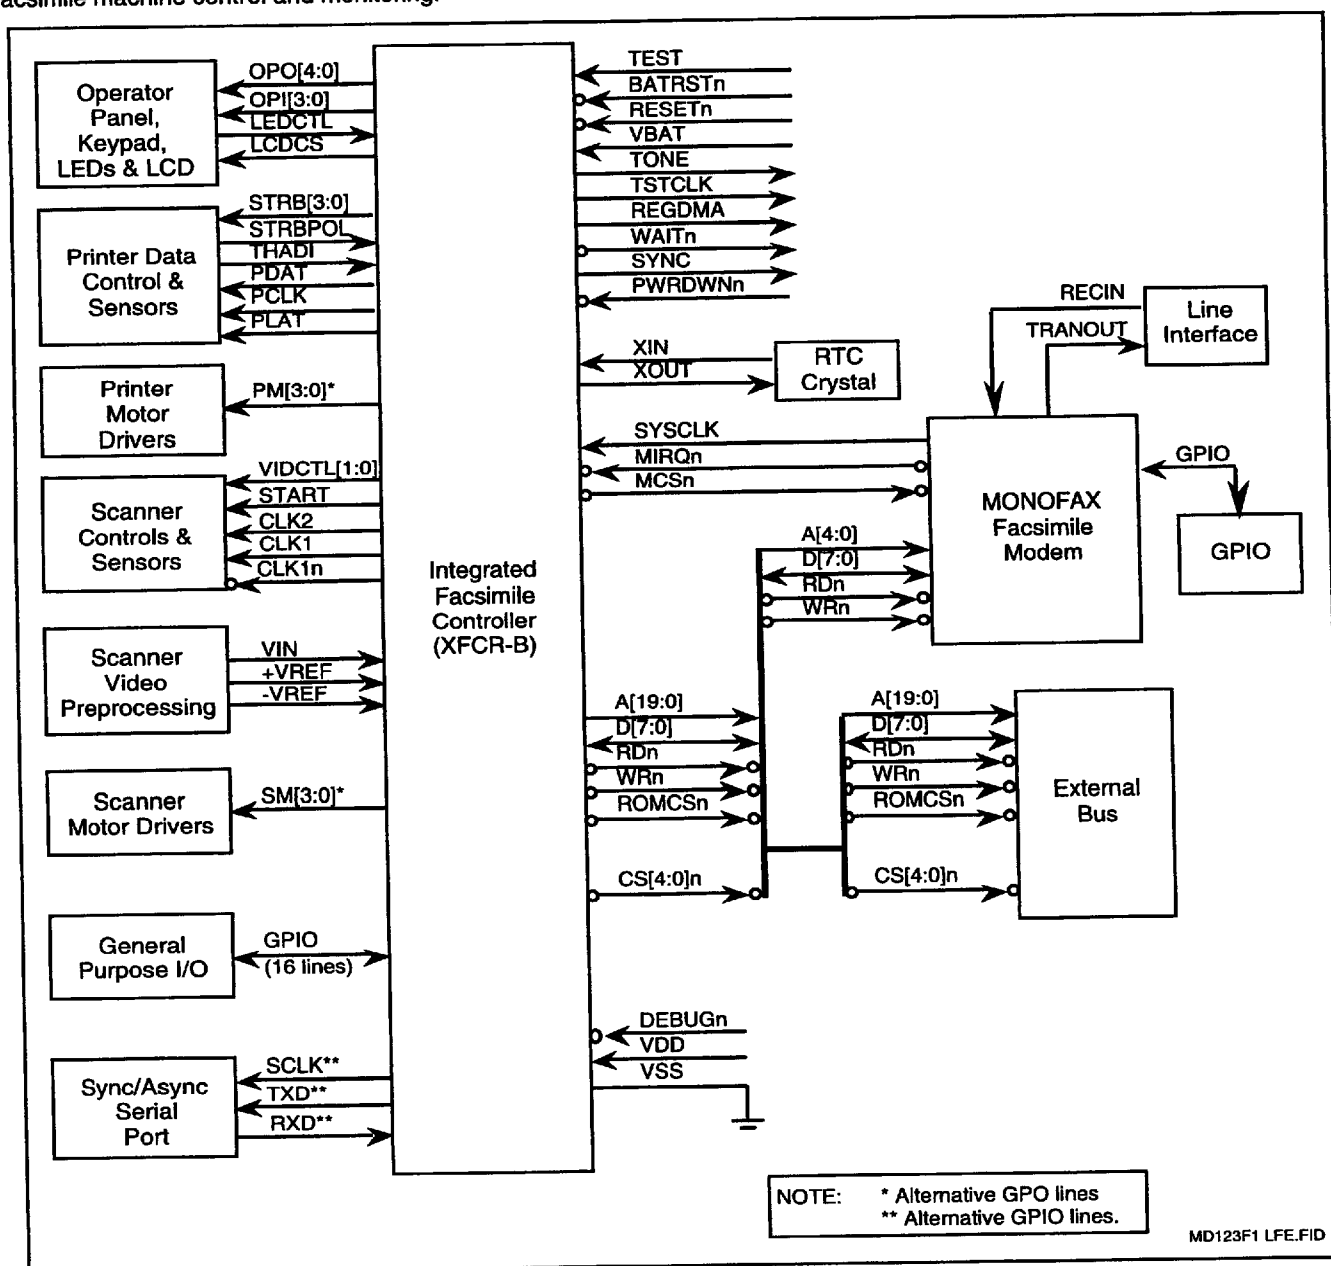 acsimile machine control and monitoring.
Operator
Panel,
Keypad,
LEDs & LCD
OPO[4:0]
OPI[3:0]
LEDCTL
LCDCS
Printer Data
Control &
Sensors
STRB[3:0]
STRBPOL
THADI
PDAT
PCLK
PLAT
Printer
Motor
Drivers
PM[3:0]*
Scanner
Controls &
Sensors
VIDCTL[1:0]
START
CLK2
CLK1
CLK1n
Scanner
Video
Preprocessing
VIN
+VREF
-VREF
Scanner
Motor Drivers
SM[3:0]*
General
Purpose I/O
GPIO
(16 lines)
Sync/Async
Serial
Port
SCLK**
TXD**
RXD**
Integrated
Facsimile
Controller
(XFCR-B)
TEST
BATRSTn
RESETn
VBAT
TONE
TSTCLK
REGDMA
WAITn
SYNC
PWRDWNn
XIN
XOUT
RTC
Crystal
RECIN
TRANOUT
Line
Interface
SYSCLK
MIRQn
MCSn
MONOFAX
Facsimile
Modem
GPIO
GPIO
A[4:0]
D[7:0]
RDn
WRn
A[19:0]
D[7:0]
RDn
WRn
ROMCSn
CS[4:0]n
A[19:0]
D[7:0]
RDn
WRn
ROMCSn
CS[4:0]n
External
Bus
DEBUGn
VDD
VSS
NOTE: * Alternative GPO lines
** Alternative GPIO lines.
MD123F1 LFE.FID